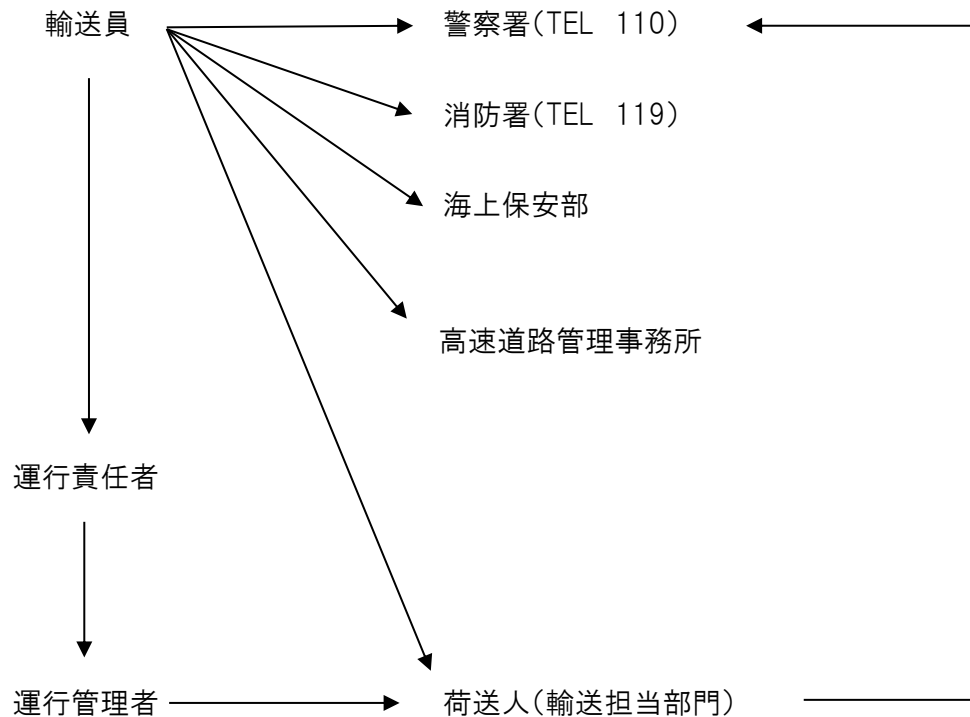 輸送員
警察署(TEL 110)
消防署(TEL 119)
海上保安部
高速道路管理事務所
運行責任者
運行管理者
荷送人(輸送担当部門)